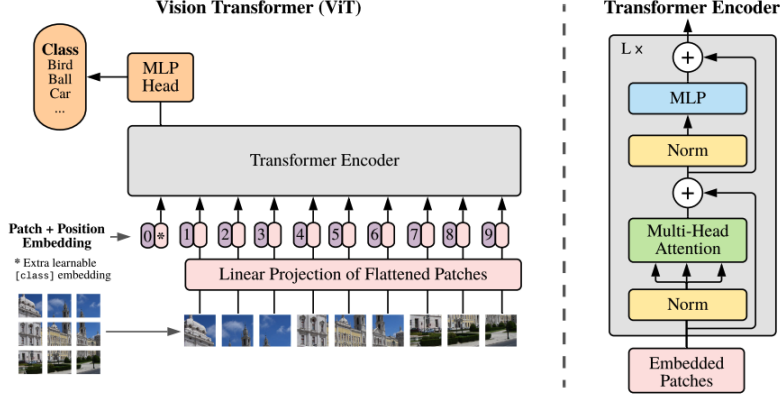 Vision Transformer (ViT)
Class
Bird
Ball
Car
...
MLP
Head
Transformer Encoder
Patch + Position
Embedding
0 * 1 2 3 4 5 6 7 8 9
* Extra learnable
[class] embedding
Linear Projection of Flattened Patches
Transformer Encoder
L x
+
MLP
Norm
+
Multi-Head
Attention
Norm
Embedded
Patches